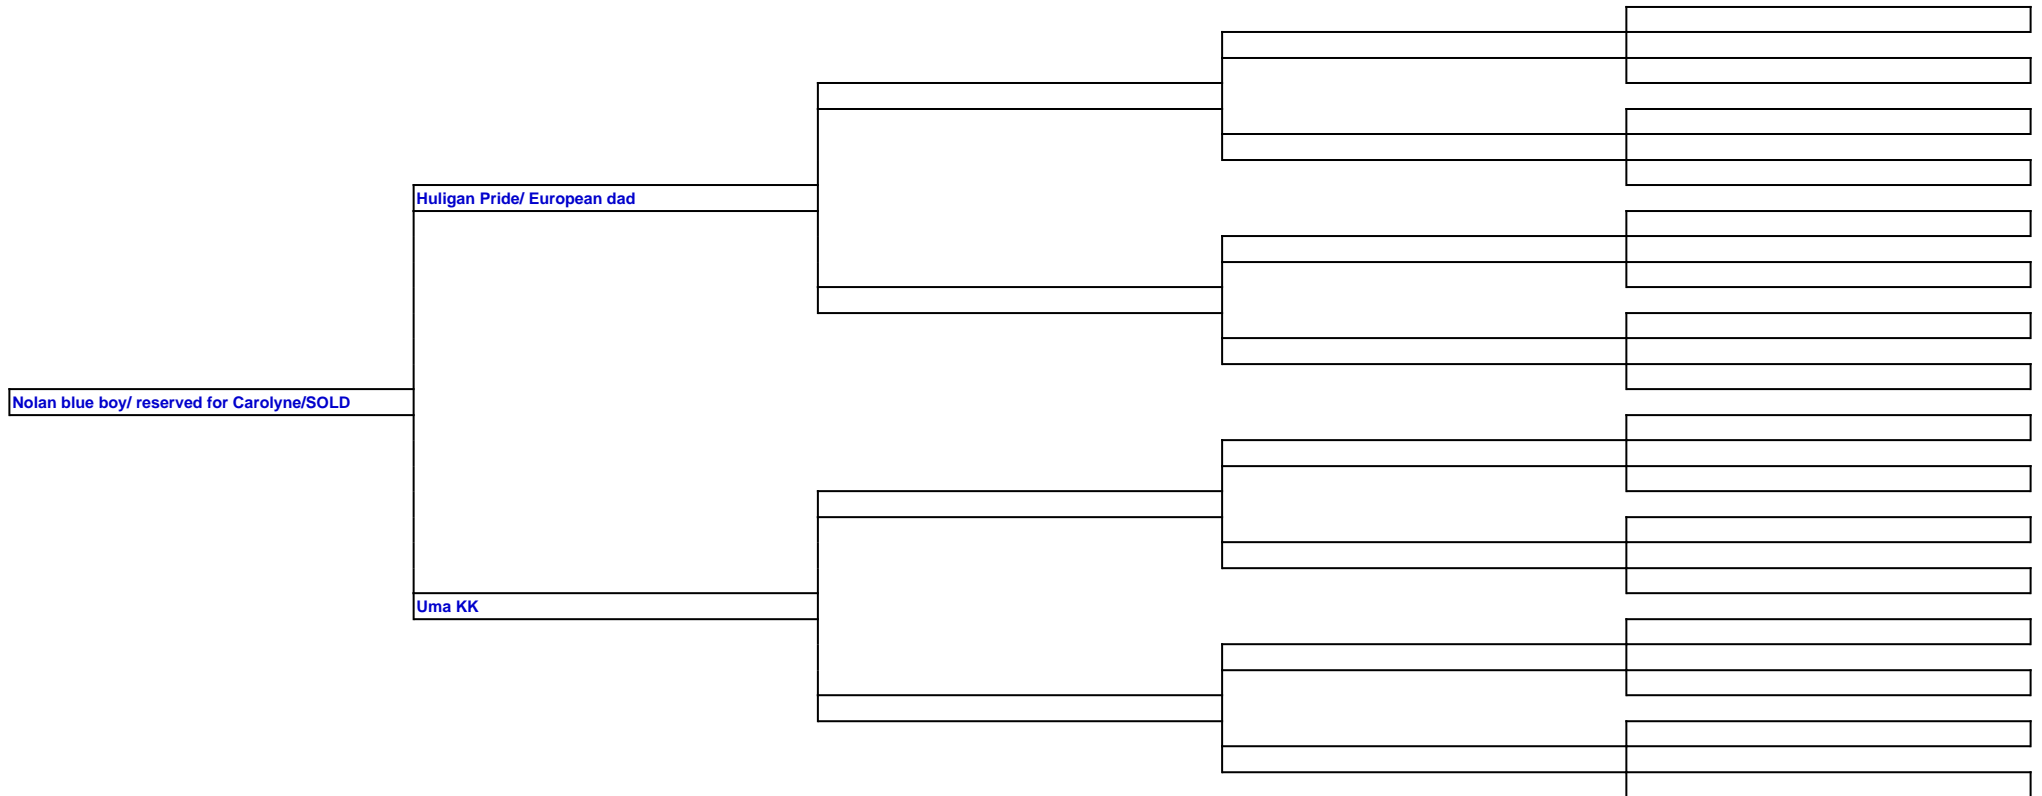 Huligan Pride/ European dad
Nolan blue boy/ reserved for Carolyne/SOLD
Uma KK